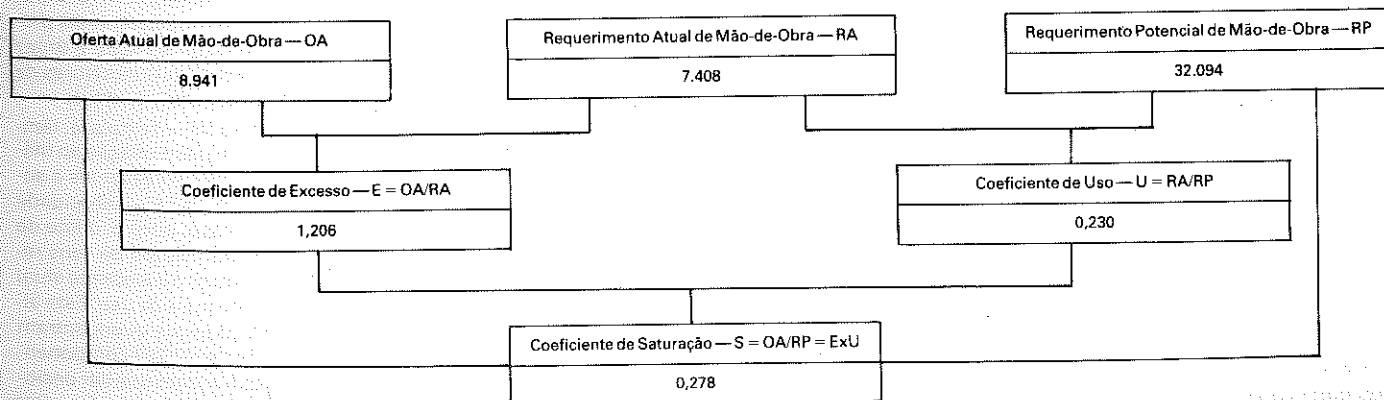 Oferta Atual de Mão-de-Obra — OA
8.941
Requerimento Atual de Mão-de-Obra — RA
7.408
Requerimento Potencial de Mão-de-Obra — RP
32.094
Coeficiente de Excesso — E = OA/RA
1,206
Coeficiente de Uso — U = RA/RP
0,230
Coeficiente de Saturação — S = OA/RP = ExU
0,278